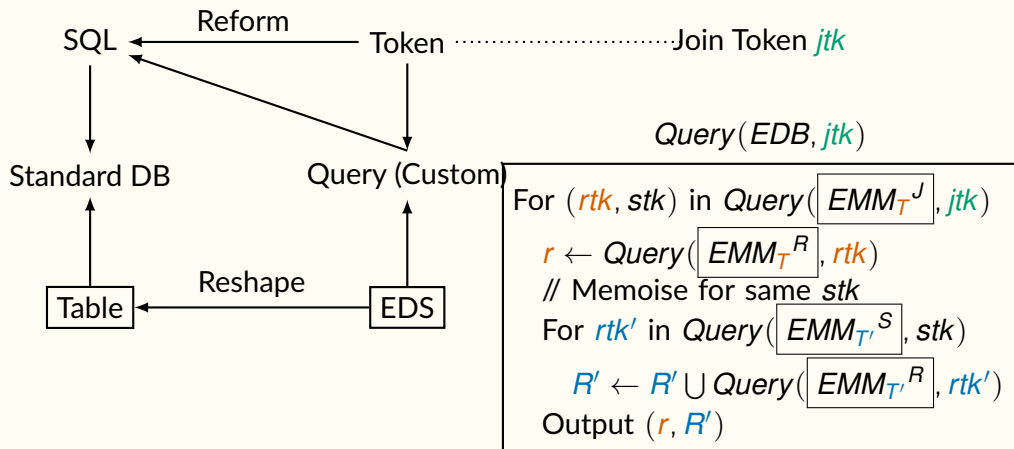 Reform
SQL
Token
Join Token jtk
Query(EDB, jtk)
Standard DB
Query (Custom)
For (rtk, stk) in Query( EMM_T^J , jtk)
r ← Query( EMM_T^R , rtk)
// Memoise for same stk
Reshape
Table
EDS
For rtk′ in Query( EMM_T′^S , stk)
R′ ← R′ ⋃ Query( EMM_T′^R , rtk′)
Output (r, R′)